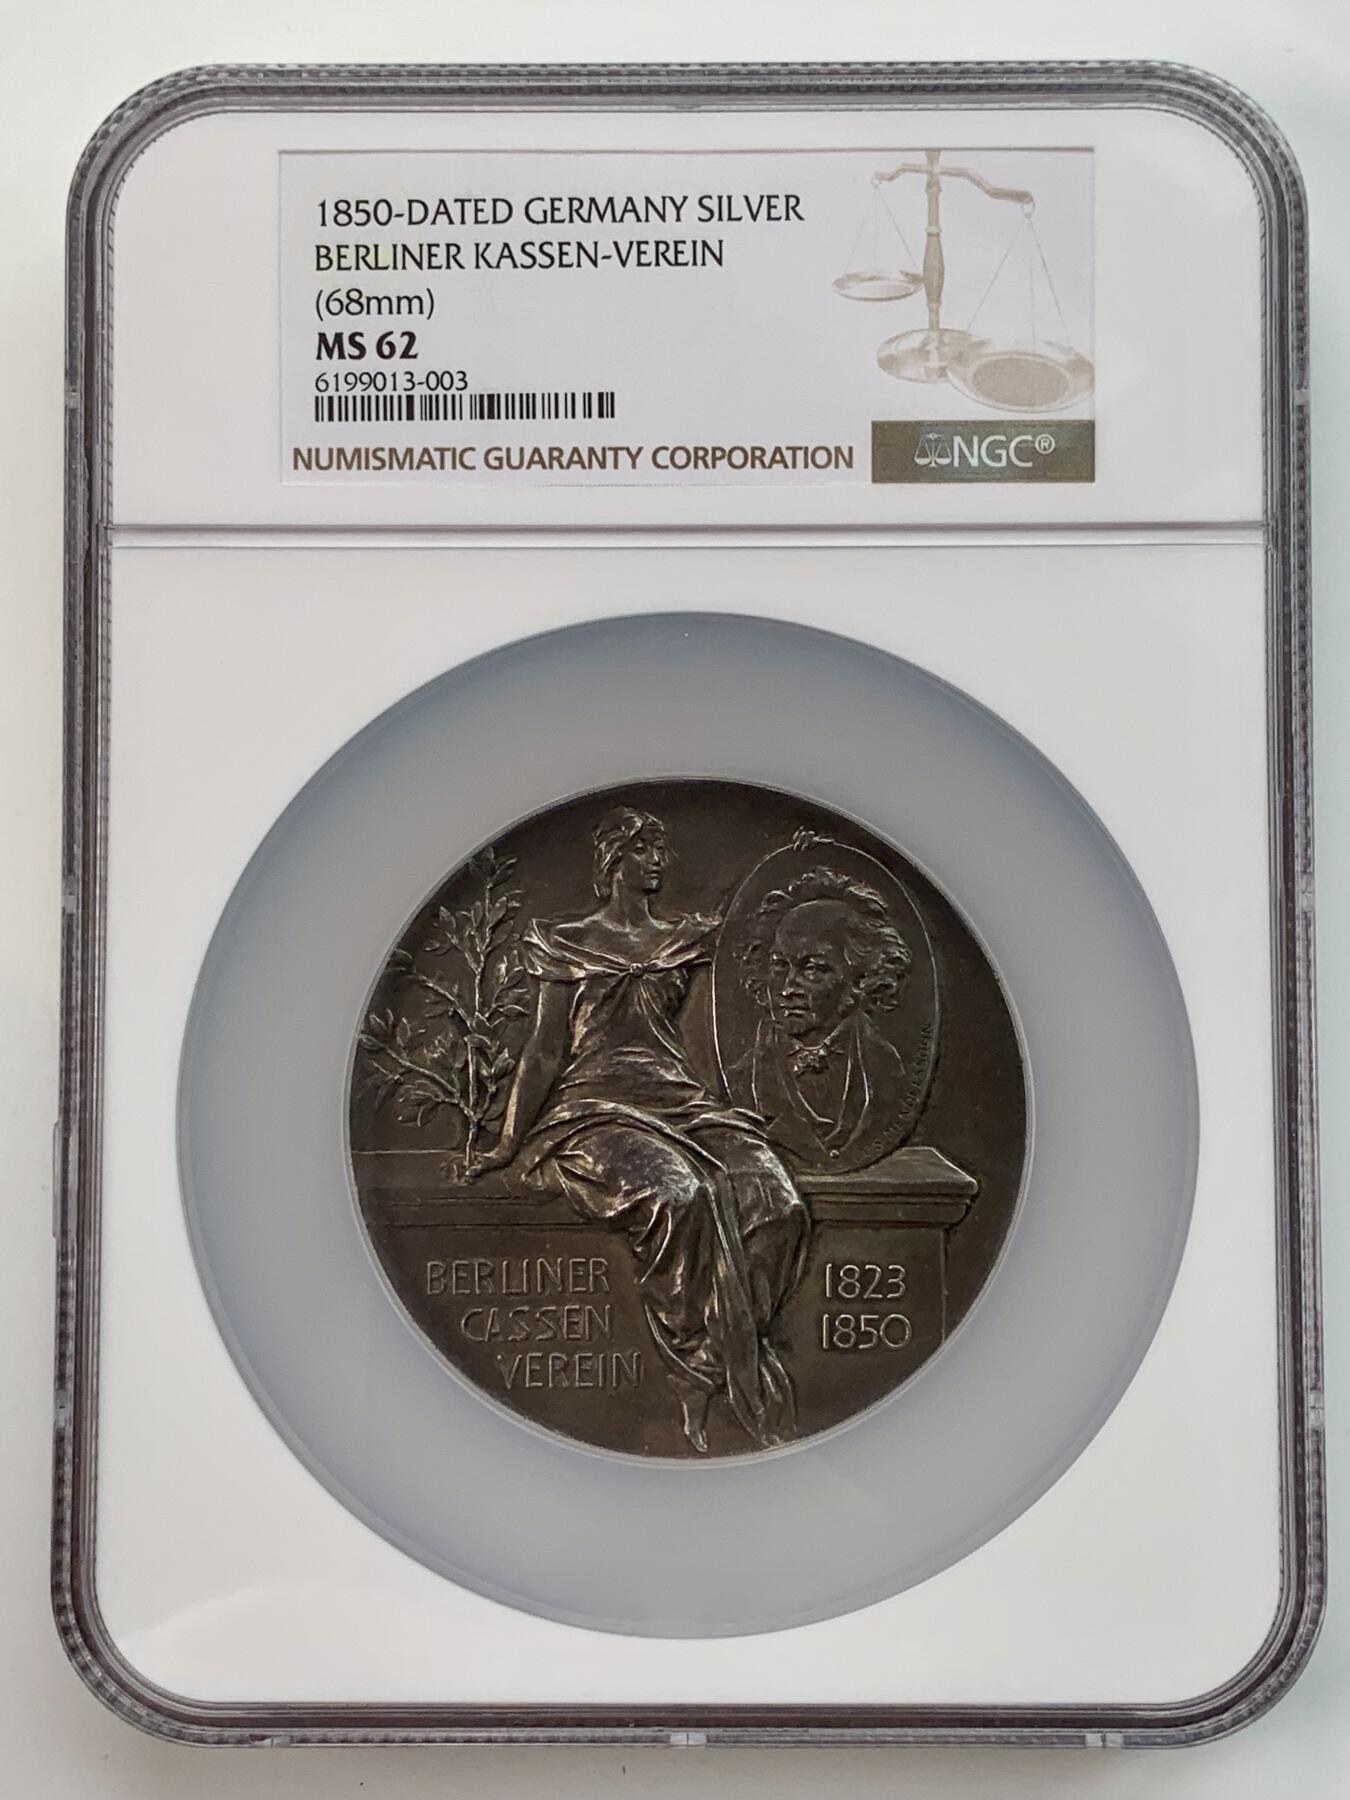 1850-DATED GERMANY SILVER
BERLINER KASSEN-VEREIN
(68mm)
MS 62
6199013-003
NUMISMATIC GUARANTY CORPORATION
NGC®
BERLINER
CASSEN
VEREIN
1823
1850
MENDELSSOHN